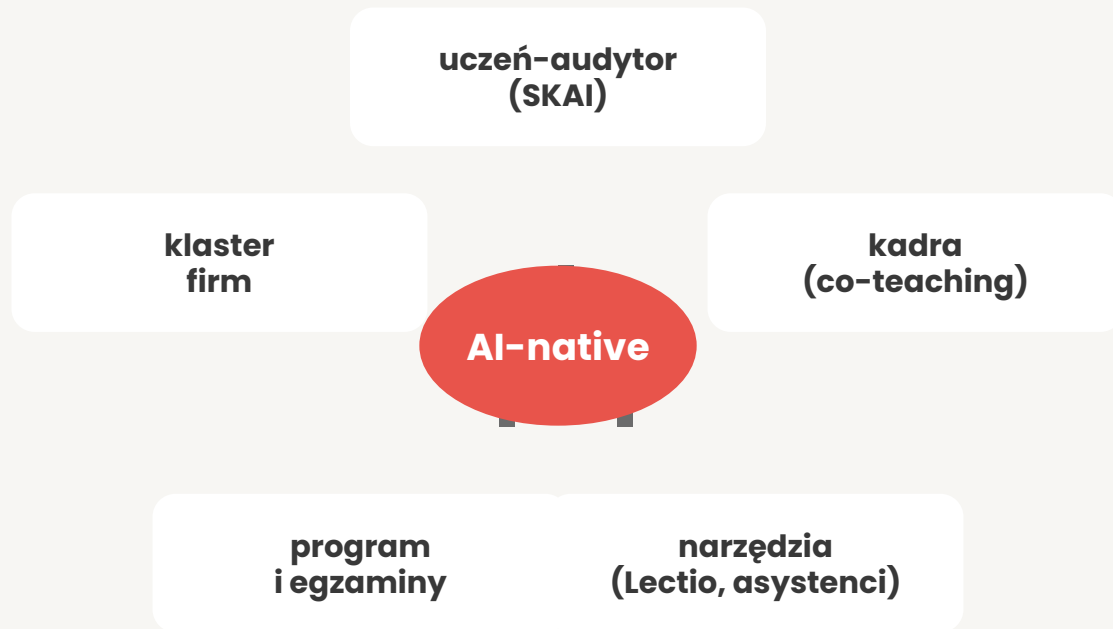 uczeń-audytor
(SKAI)
klaster
firm
kadra
(co-teaching)
AI-native
program
i egzaminy
narzędzia
(Lectio, asystenci)